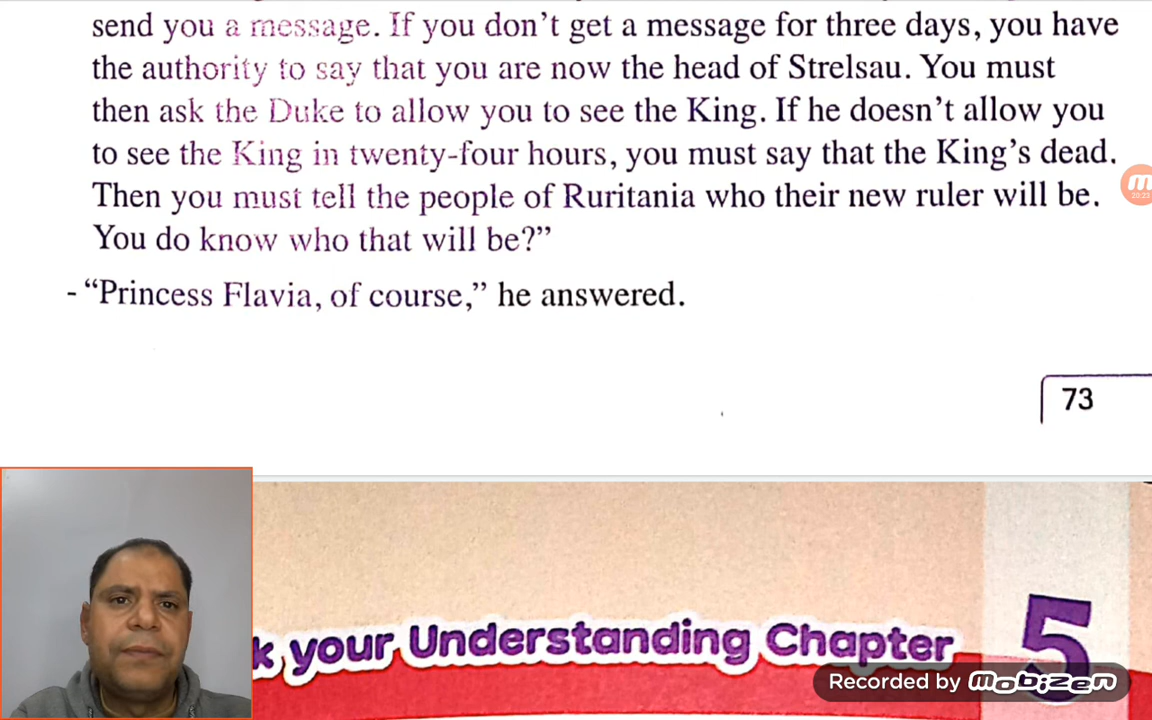 send you a message. If you don’t get a message for three days, you have
the authority to say that you are now the head of Strelsau. You must
then ask the Duke to allow you to see the King. If he doesn’t allow you
to see the King in twenty-four hours, you must say that the King’s dead.
Then you must tell the people of Ruritania who their new ruler will be.
You do know who that will be?”
- “Princess Flavia, of course,” he answered.
73
k your Understanding Chapter 5
Recorded by mobizen